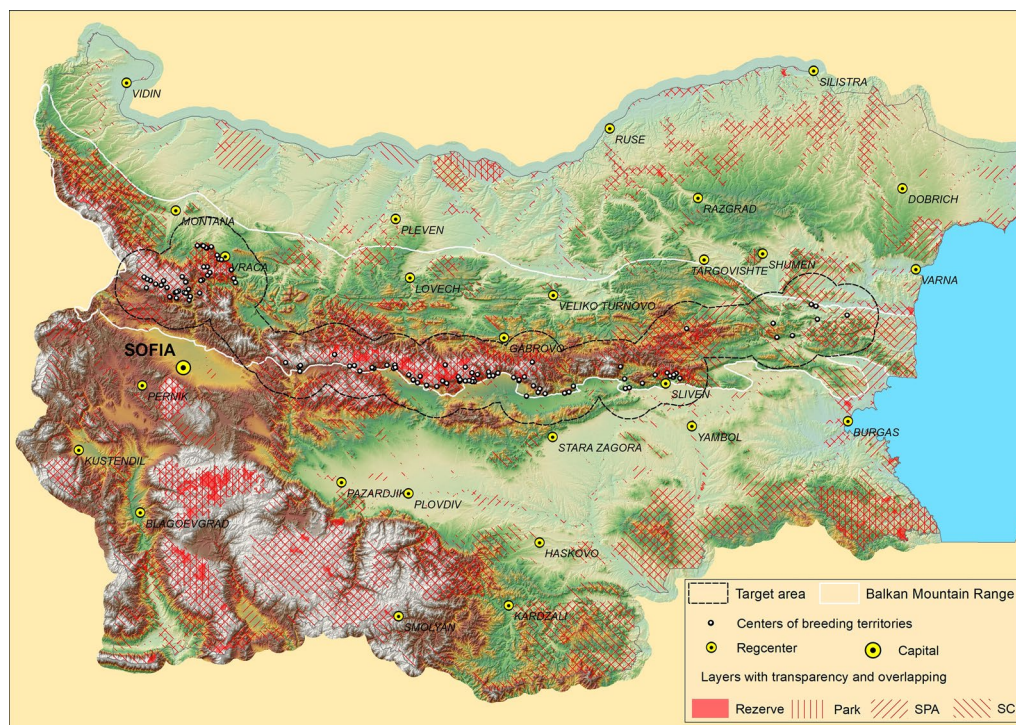 SILISTRA
VIDIN
RUSE
DOBRICH
RAZGRAD
MONTANA
PLEVEN
VRACA
TARGOVISHTE
SHUMEN
VARNA
LOVECH
VELIKO TURNOVO
GABROVO
SOFIA
PERNIK
SLIVEN
YAMBOL
BURGAS
STARA ZAGORA
KUSTENDIL
PAZARDJIK
PLOVDIV
BLAGOEVGRAD
HASKOVO
KARDZALI
SMOLYAN
Target area Balkan Mountain Range
Centers of breeding territories
Regcenter Capital
Layers with transparency and overlapping
Rezerve Park SPA SC